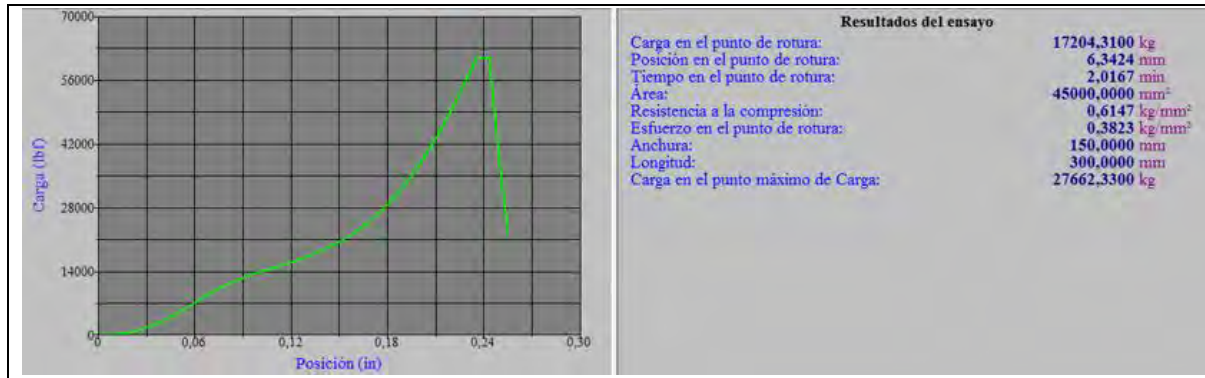 70000
56000
42000
28000
14000
0
Carga (lbf)
0 0,06 0,12 0,18 0,24 0,30
Posición (in)
Resultados del ensayo
Carga en el punto de rotura: 17204,3100 kg
Posición en el punto de rotura: 6,3424 mm
Tiempo en el punto de rotura: 2,0167 min
Área: 45000,0000 mm²
Resistencia a la compresión: 0,6147 kg/mm²
Esfuerzo en el punto de rotura: 0,3823 kg/mm²
Anchura: 150,0000 mm
Longitud: 300,0000 mm
Carga en el punto máximo de Carga: 27662,3300 kg